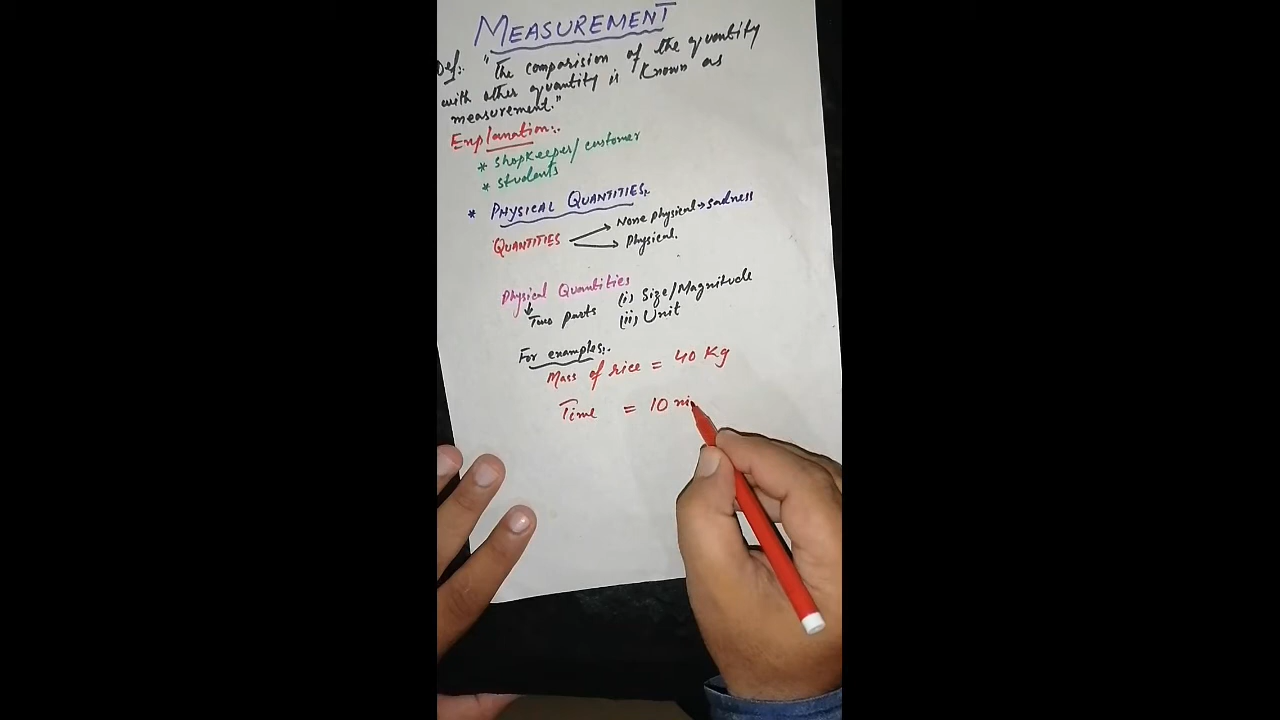 MEASUREMENT
Def:- "The comparision of the quantity
with other quantity is known as
measurement."
Explanation:-
* shopkeeper/customer
* students
* PHYSICAL QUANTITIES:-
QUANTITIES → None physical → sadness
→ Physical.
Physical Quantities
↓ Two parts (i) Size/Magnitude
(ii) Unit
For examples:-
Mass of rice = 40 Kg
Time = 10 mi